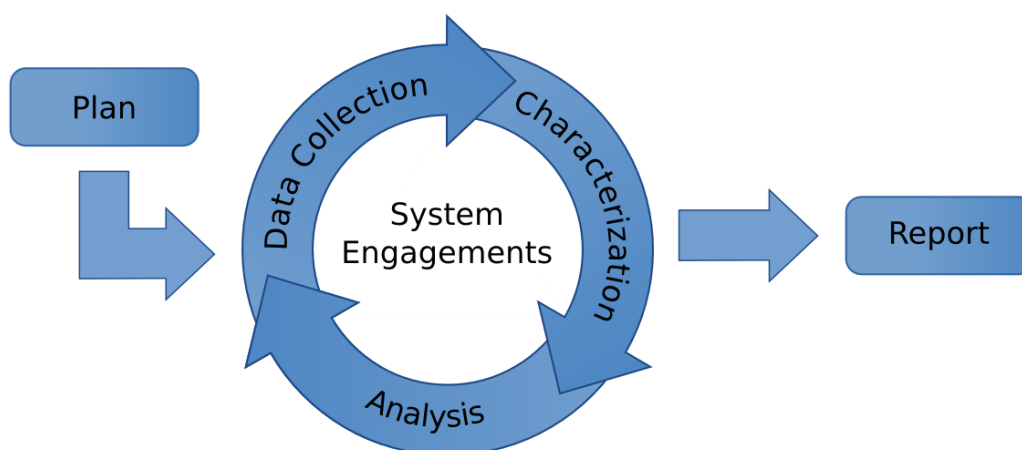 Plan
Data Collection
Characterization
System
Engagements
Analysis
Report